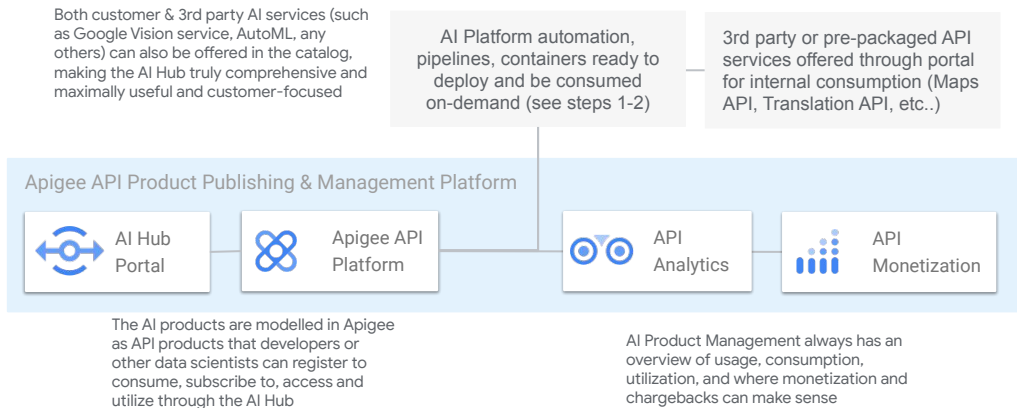 Both customer & 3rd party AI services (such
as Google Vision service, AutoML, any
others) can also be offered in the catalog,
making the AI Hub truly comprehensive and
maximally useful and customer-focused
AI Platform automation,
pipelines, containers ready to
deploy and be consumed
on-demand (see steps 1-2)
3rd party or pre-packaged API
services offered through portal
for internal consumption (Maps
API, Translation API, etc..)
Apigee API Product Publishing & Management Platform
AI Hub
Portal
Apigee API
Platform
API
Analytics
API
Monetization
The AI products are modelled in Apigee
as API products that developers or
other data scientists can register to
consume, subscribe to, access and
utilize through the AI Hub
AI Product Management always has an
overview of usage, consumption,
utilization, and where monetization and
chargebacks can make sense